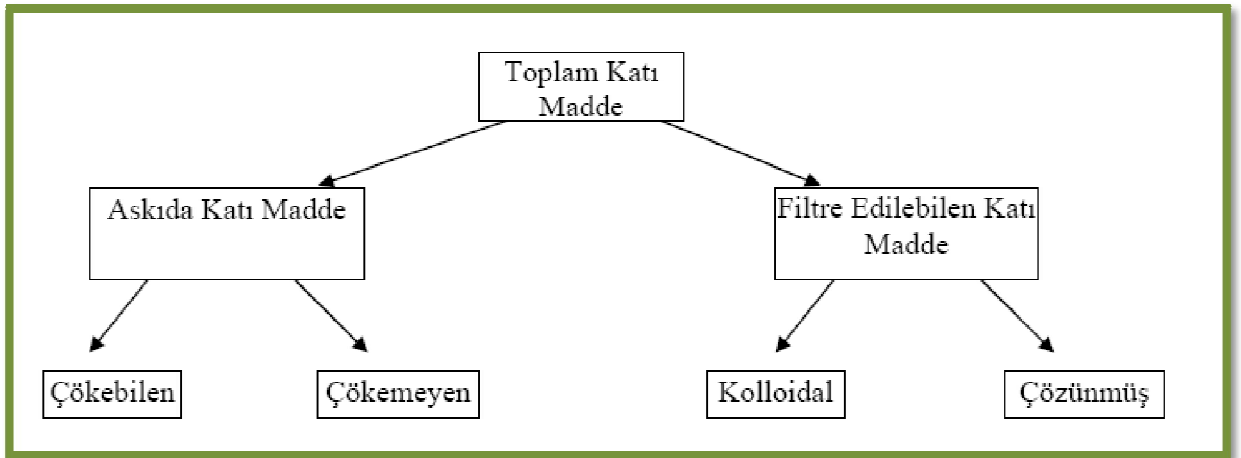 Toplam Katı
Madde
Askıda Katı Madde
Filtre Edilebilen Katı
Madde
Çökebilen
Çökemeyen
Kolloidal
Çözünmüş